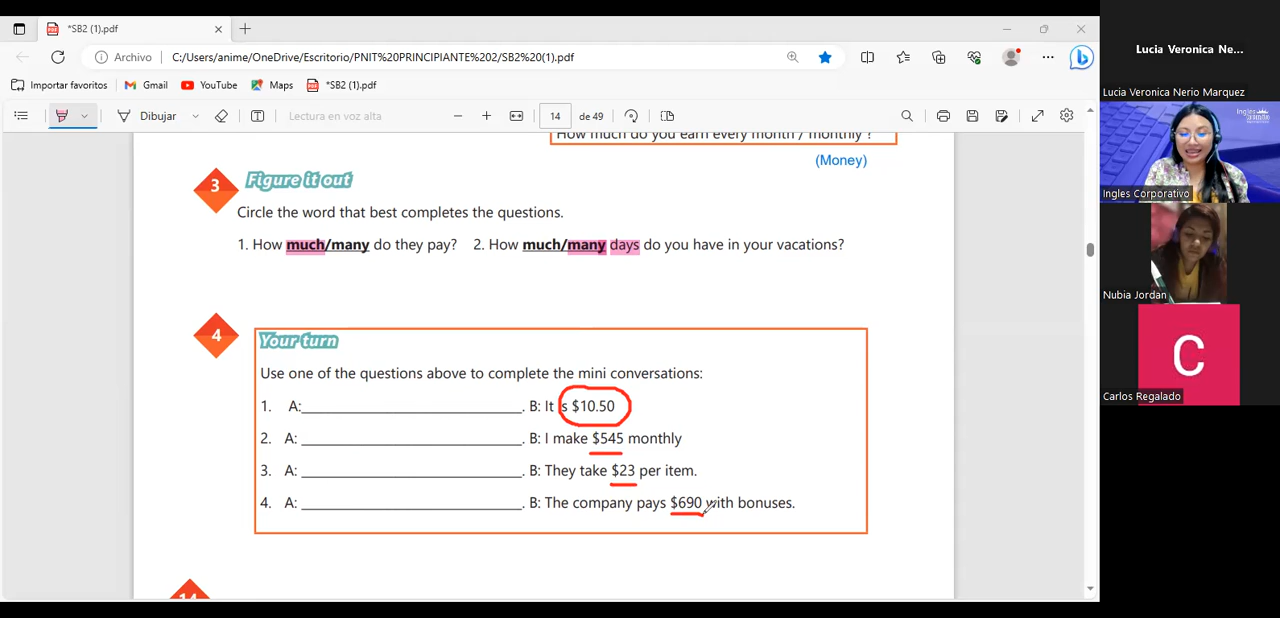 *SB2 (1).pdf
Archivo
C:/Users/anime/OneDrive/Escritorio/PNIT%20PRINCIPIANTE%202/SB2%20(1).pdf
Importar favoritos
Gmail
YouTube
Maps
*SB2 (1).pdf
Dibujar
Lectura en voz alta
14
de 49
How much do you earn every month / monthly ?
(Money)
3
Figure it out
Circle the word that best completes the questions.
1. How much/many do they pay? 2. How much/many days do you have in your vacations?
4
Your turn
Use one of the questions above to complete the mini conversations:
1. A:______________________. B: It is $10.50
2. A: ______________________. B: I make $545 monthly
3. A: ______________________. B: They take $23 per item.
4. A: ______________________. B: The company pays $690 with bonuses.
14
Lucia Veronica Ne...
Lucia Veronica Nerio Marquez
Ingles Corporativo
Nubia Jordan
C
Carlos Regalado